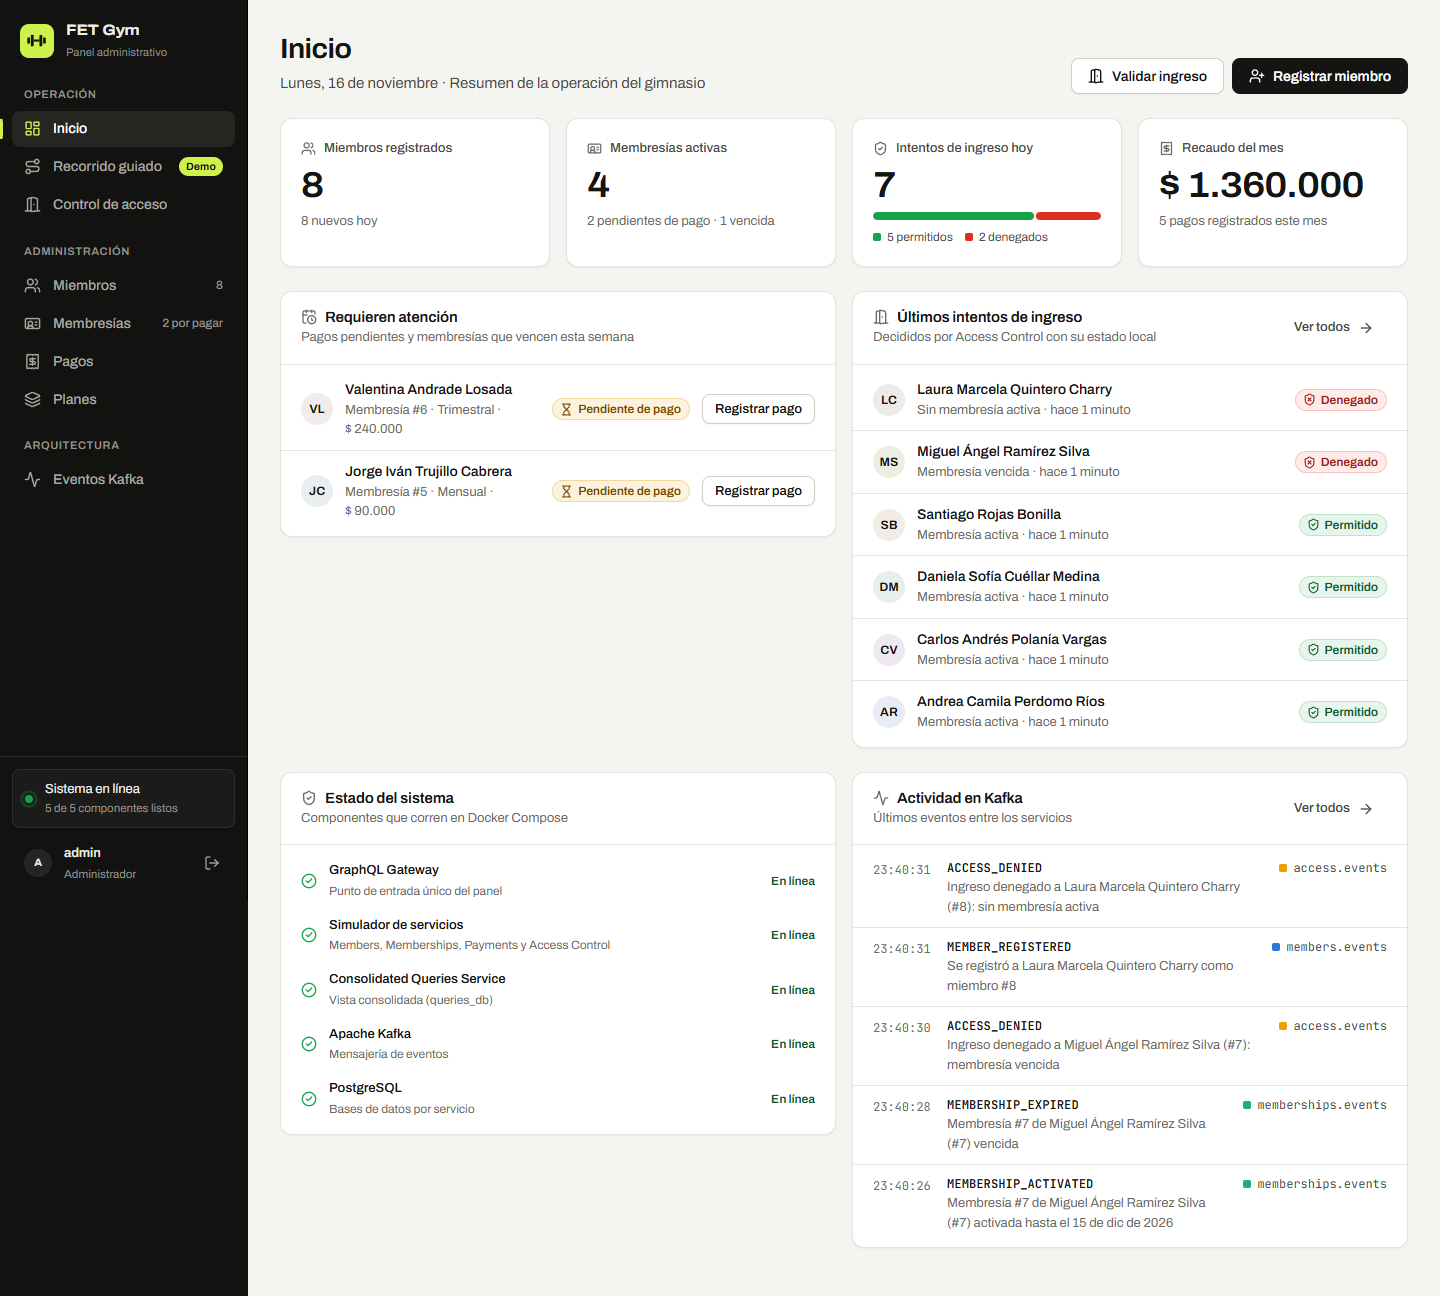 FET Gym
Panel administrativo
OPERACIÓN
Inicio
Recorrido guiado Demo
Control de acceso
ADMINISTRACIÓN
Miembros 8
Membresías 2 por pagar
Pagos
Planes
ARQUITECTURA
Eventos Kafka
Sistema en línea
5 de 5 componentes listos
A
admin
Administrador
Inicio
Lunes, 16 de noviembre · Resumen de la operación del gimnasio
Validar ingreso
Registrar miembro
Miembros registrados
8
8 nuevos hoy
Membresías activas
4
2 pendientes de pago · 1 vencida
Intentos de ingreso hoy
7
5 permitidos 2 denegados
Recaudo del mes
$ 1.360.000
5 pagos registrados este mes
Requieren atención
Pagos pendientes y membresías que vencen esta semana
VL
Valentina Andrade Losada
Membresía #6 · Trimestral ·
$ 240.000
Pendiente de pago
Registrar pago
JC
Jorge Iván Trujillo Cabrera
Membresía #5 · Mensual ·
$ 90.000
Pendiente de pago
Registrar pago
Últimos intentos de ingreso
Decididos por Access Control con su estado local
Ver todos
LC
Laura Marcela Quintero Charry
Sin membresía activa · hace 1 minuto
Denegado
MS
Miguel Ángel Ramírez Silva
Membresía vencida · hace 1 minuto
Denegado
SB
Santiago Rojas Bonilla
Membresía activa · hace 1 minuto
Permitido
DM
Daniela Sofía Cuéllar Medina
Membresía activa · hace 1 minuto
Permitido
CV
Carlos Andrés Polanía Vargas
Membresía activa · hace 1 minuto
Permitido
AR
Andrea Camila Perdomo Ríos
Membresía activa · hace 1 minuto
Permitido
Estado del sistema
Componentes que corren en Docker Compose
GraphQL Gateway
Punto de entrada único del panel
En línea
Simulador de servicios
Members, Memberships, Payments y Access Control
En línea
Consolidated Queries Service
Vista consolidada (queries_db)
En línea
Apache Kafka
Mensajería de eventos
En línea
PostgreSQL
Bases de datos por servicio
En línea
Actividad en Kafka
Últimos eventos entre los servicios
Ver todos
23:40:31 ACCESS_DENIED access.events
Ingreso denegado a Laura Marcela Quintero Charry
(#8): sin membresía activa
23:40:31 MEMBER_REGISTERED members.events
Se registró a Laura Marcela Quintero Charry como
miembro #8
23:40:30 ACCESS_DENIED access.events
Ingreso denegado a Miguel Ángel Ramírez Silva (#7):
membresía vencida
23:40:28 MEMBERSHIP_EXPIRED memberships.events
Membresía #7 de Miguel Ángel Ramírez Silva
(#7) vencida
23:40:26 MEMBERSHIP_ACTIVATED memberships.events
Membresía #7 de Miguel Ángel Ramírez Silva
(#7) activada hasta el 15 de dic de 2026